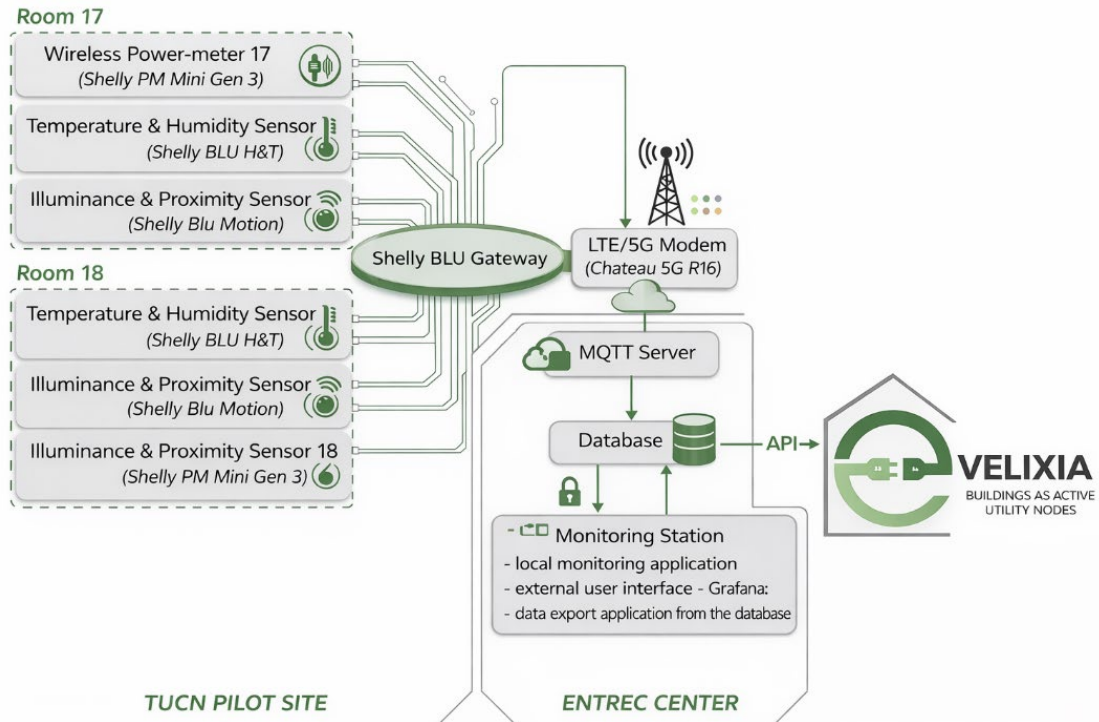 Room 17
Wireless Power-meter 17
(Shelly PM Mini Gen 3)
Temperature & Humidity Sensor
(Shelly BLU H&T)
Illuminance & Proximity Sensor
(Shelly Blu Motion)
Room 18
Temperature & Humidity Sensor
(Shelly BLU H&T)
Illuminance & Proximity Sensor
(Shelly Blu Motion)
Illuminance & Proximity Sensor 18
(Shelly PM Mini Gen 3)
Shelly BLU Gateway
LTE/5G Modem
(Chateau 5G R16)
MQTT Server
Database
API
Monitoring Station
- local monitoring application
- external user interface - Grafana:
- data export application from the database
VELIXIA
BUILDINGS AS ACTIVE
UTILITY NODES
TUCN PILOT SITE
ENTREC CENTER